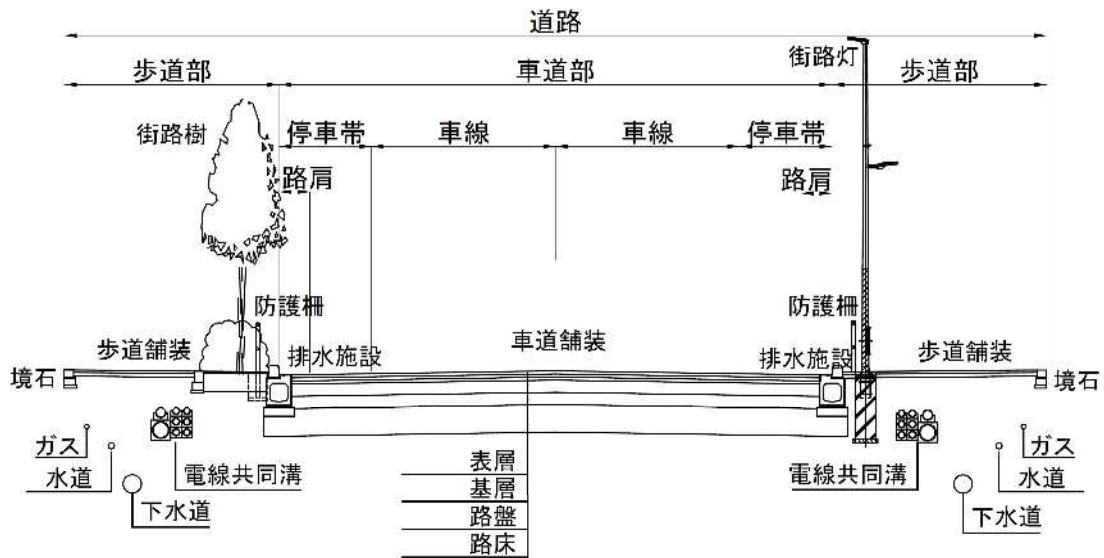 道路
街路灯
歩道部
車道部
歩道部
街路樹
停車帯
車線
車線
停車帯
路肩
路肩
防護柵
防護柵
歩道舗装
排水施設
車道舗装
排水施設
歩道舗装
境石
境石
ガス
水道
下水道
電線共同溝
表層
基層
路盤
路床
電線共同溝
ガス
水道
下水道